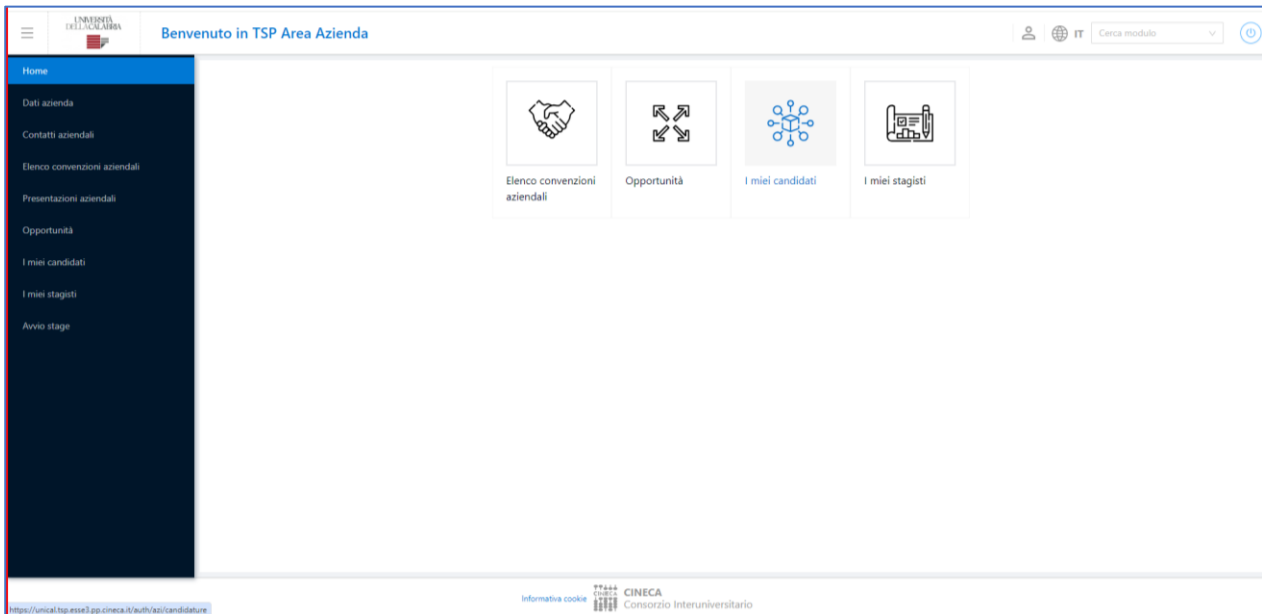 UNIVERSITÀ
DELLA CALABRIA
Benvenuto in TSP Area Azienda
IT
Cerca modulo
Home
Dati azienda
Contatti aziendali
Elenco convenzioni aziendali
Presentazioni aziendali
Opportunità
I miei candidati
I miei stagisti
Avvio stage
Elenco convenzioni
aziendali
Opportunità
I miei candidati
I miei stagisti
Informativa cookie
CINECA
CINECA
Consorzio Interuniversitario
https://unical.tsp.esse3.pp.cineca.it/auth/azi/candidature